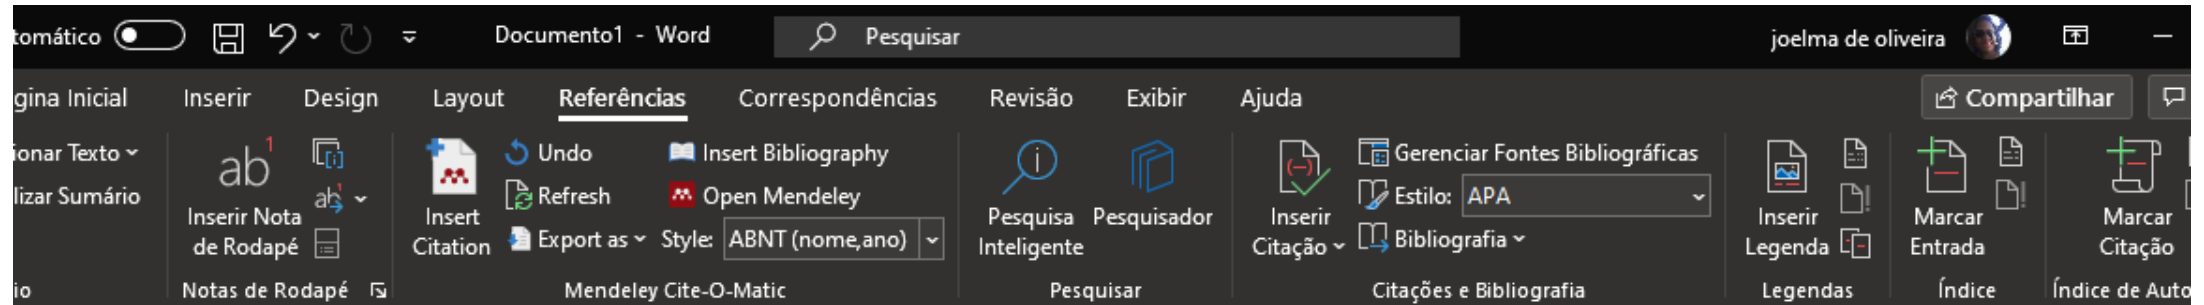 tomático Documento1 - Word Pesquisar joelma de oliveira
gina Inicial Inserir Design Layout Referências Correspondências Revisão Exibir Ajuda Compartilhar
ionar Texto
lizar Sumário
io
ab1
Inserir Nota
de Rodapé
Notas de Rodapé
Insert
Citation
Undo
Refresh
Export as
Insert Bibliography
Open Mendeley
Style: ABNT (nome,ano)
Mendeley Cite-O-Matic
Pesquisa
Inteligente
Pesquisador
Pesquisar
Inserir
Citação
Gerenciar Fontes Bibliográficas
Estilo: APA
Bibliografia
Citações e Bibliografia
Inserir
Legenda
Legendas
Marcar
Entrada
Índice
Marcar
Citação
Índice de Auto